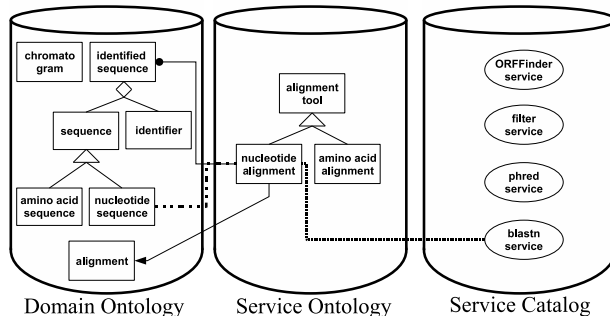 chromato
gram
identified
sequence
sequence
identifier
amino acid
sequence
nucleotide
sequence
alignment
Domain Ontology
alignment
tool
nucleotide
alignment
amino acid
alignment
Service Ontology
ORFFinder
service
filter
service
phred
service
blastn
service
Service Catalog